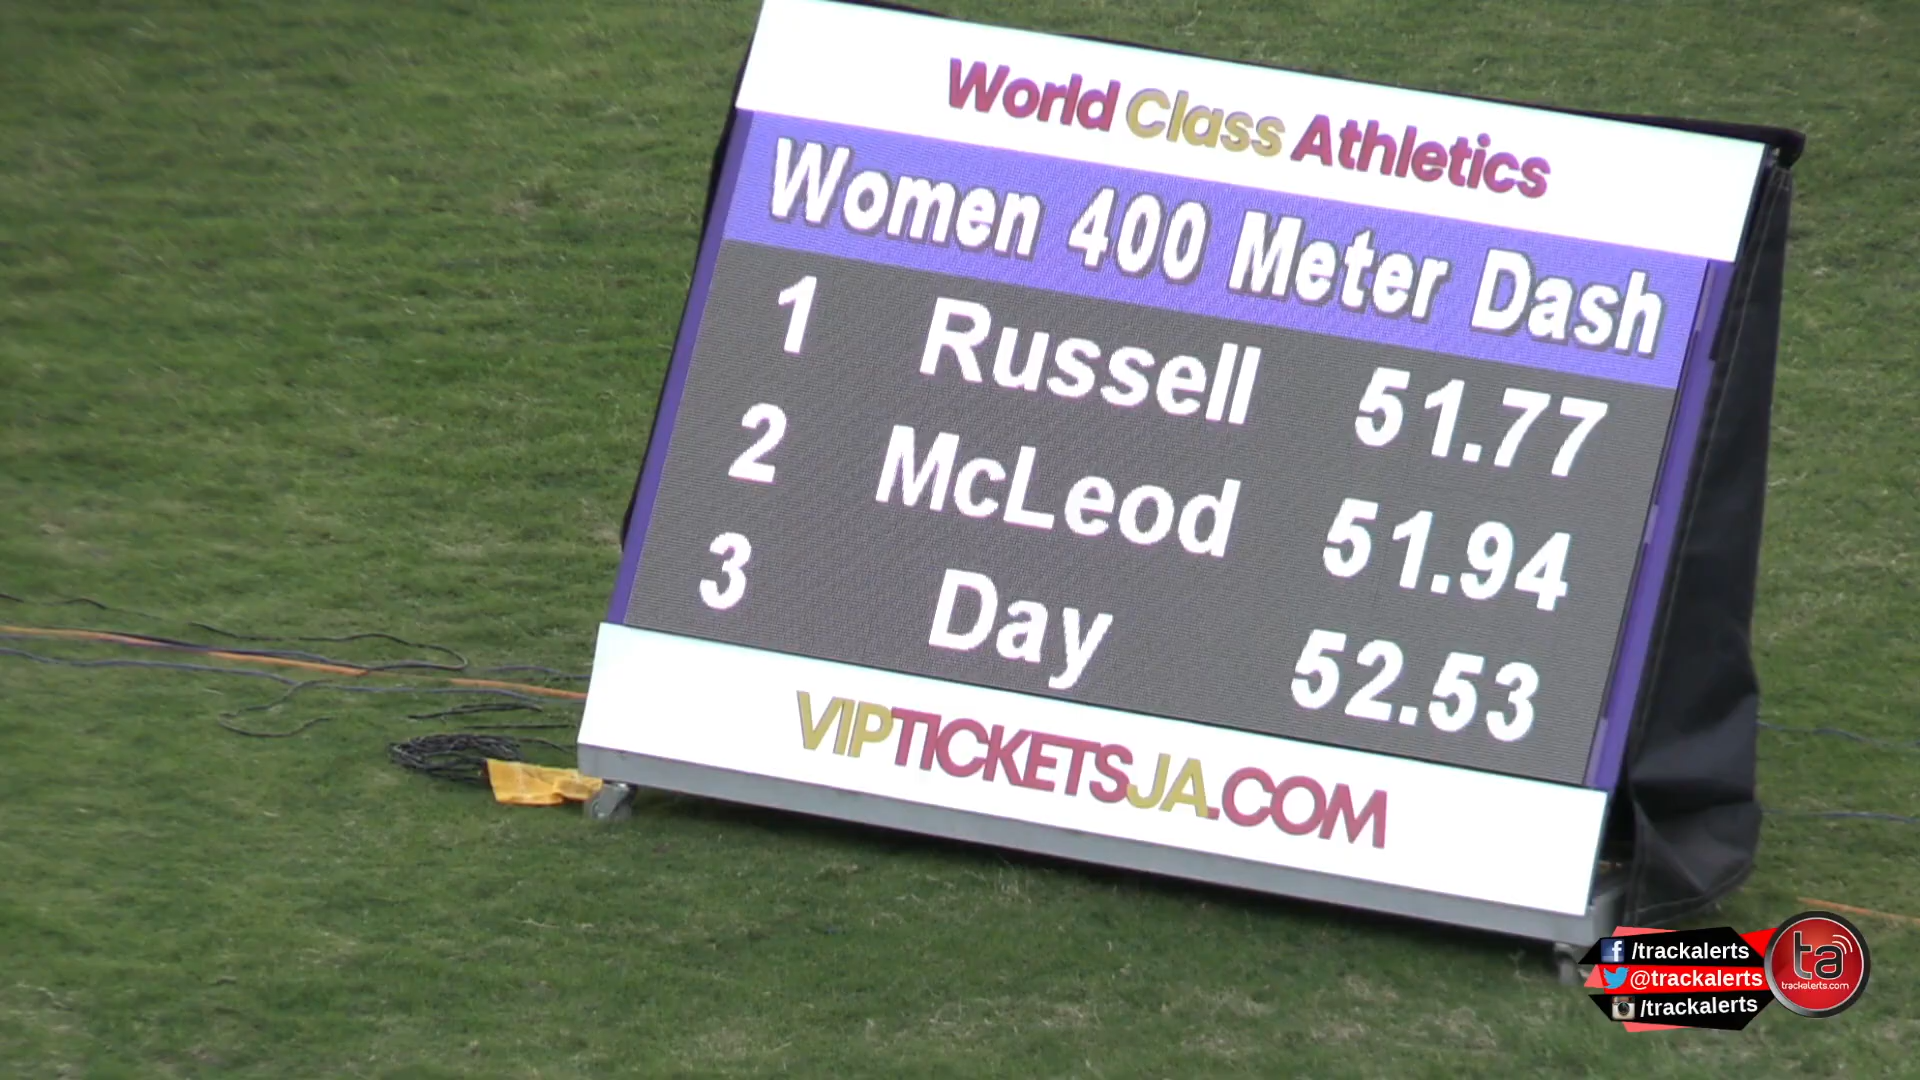 World Class Athletics
Women 400 Meter Dash
1 Russell 51.77
2 McLeod 51.94
3 Day 52.53
VIPTICKETSJA.COM
f /trackalerts
@trackalerts
/trackalerts
ta
trackalerts.com